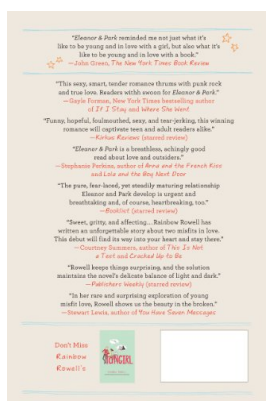 "Eleanor & Park reminded me not just what it's
like to be young and in love with a girl, but also what it's
like to be young and in love with a book."
—John Green, The New York Times Book Review
"This sexy, smart, tender romance thrums with punk rock
and true love. Readers will swoon for Eleanor & Park."
—Gayle Forman, New York Times bestselling author
of If I Stay and Where She Went
"Funny, hopeful, foulmouthed, sexy, and tear-jerking, this winning
romance will captivate teen and adult readers alike."
—Kirkus Reviews (starred review)
"Eleanor & Park is a breathless, achingly good
read about love and outsiders."
—Stephanie Perkins, author of Anna and the French Kiss
and Lola and the Boy Next Door
"The pure, fear-laced, yet steadily maturing relationship
Eleanor and Park develop is urgent and
breathtaking and, of course, heartbreaking, too."
—Booklist (starred review)
"Sweet, gritty, and affecting....Rainbow Rowell has
written an unforgettable story about two misfits in love.
This debut will find its way into your heart and stay there."
—Courtney Summers, author of This Is Not
a Test and Cracked Up to Be
"Rowell keeps things surprising, and the solution
maintains the novel's delicate balance of light and dark."
—Publishers Weekly (starred review)
"In her rare and surprising exploration of young
misfit love, Rowell shows us the beauty in the broken."
—Stewart Lewis, author of You Have Seven Messages
Don't Miss
Rainbow
Rowell's
FANGIRL